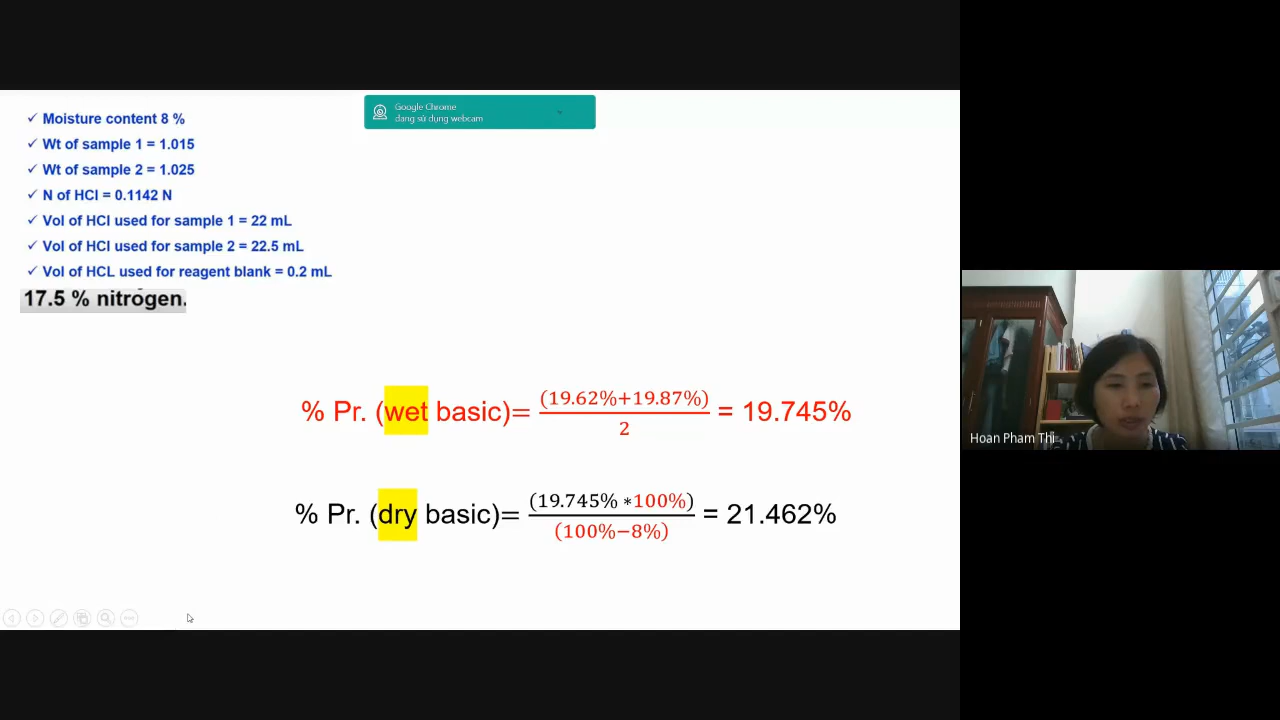 Google Chrome
đang sử dụng webcam
✓ Moisture content 8 %
✓ Wt of sample 1 = 1.015
✓ Wt of sample 2 = 1.025
✓ N of HCl = 0.1142 N
✓ Vol of HCl used for sample 1 = 22 mL
✓ Vol of HCl used for sample 2 = 22.5 mL
✓ Vol of HCL used for reagent blank = 0.2 mL
17.5 % nitrogen.
% Pr. (wet basic)= (19.62%+19.87%) / 2 = 19.745%
% Pr. (dry basic)= (19.745% *100%) / (100%−8%) = 21.462%
Hoan Pham Thi